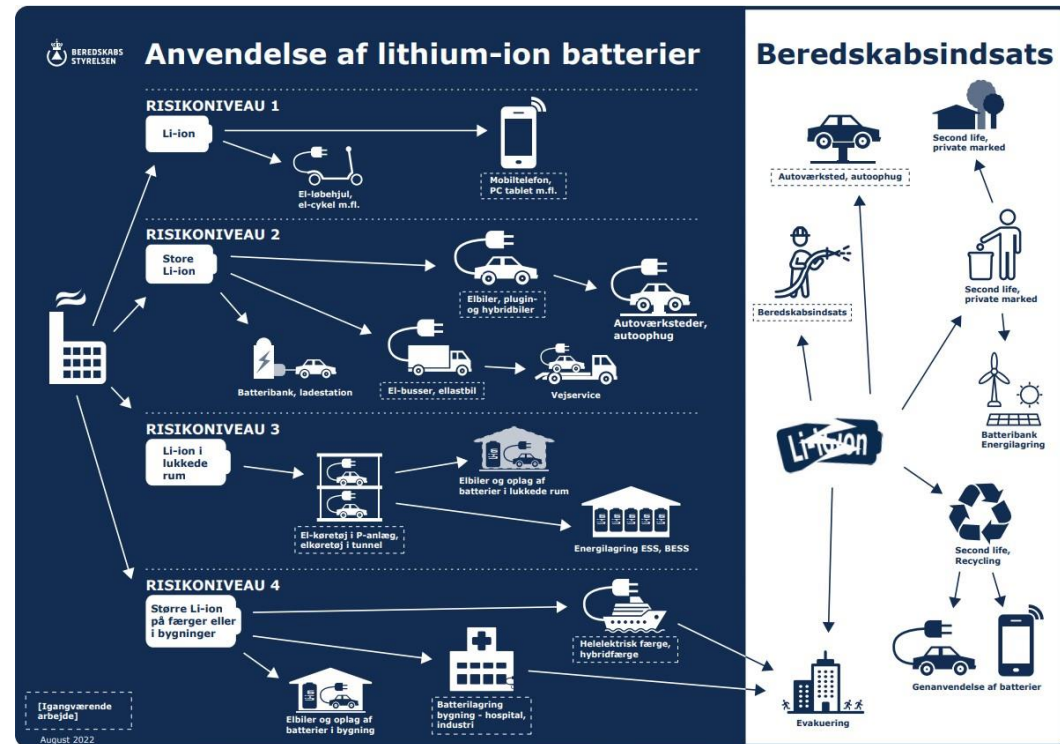 BEREDSKABS
STYRELSEN
Anvendelse af lithium-ion batterier
RISIKONIVEAU 1
Li-ion
El-løbehjul,
el-cykel m.fl.
Mobiltelefon,
PC tablet m.fl.
RISIKONIVEAU 2
Store
Li-ion
Elbiler, plugin-
og hybridbiler
Autoværksteder,
autoophug
Batteribank, ladestation
El-busser, ellastbil
Vejservice
RISIKONIVEAU 3
Li-ion i
lukkede
rum
El-køretøj i P-anlæg,
elkøretøj i tunnel
Elbiler og oplag af
batterier i lukkede rum
Energilagring ESS, BESS
RISIKONIVEAU 4
Større Li-ion
på færger eller
i bygninger
Elbiler og oplag af
batterier i bygning
Batterilagring
bygning - hospital,
industri
Helelektrisk færge,
hybridfærge
[Igangværende
arbejde]
August 2022
Beredskabsindsats
Autoværksted, autoophug
Second life,
private marked
Beredskabsindsats
Second life,
private marked
Batteribank
Energilagring
Li-ion
Second life,
Recycling
Genanvendelse af batterier
Evakuering